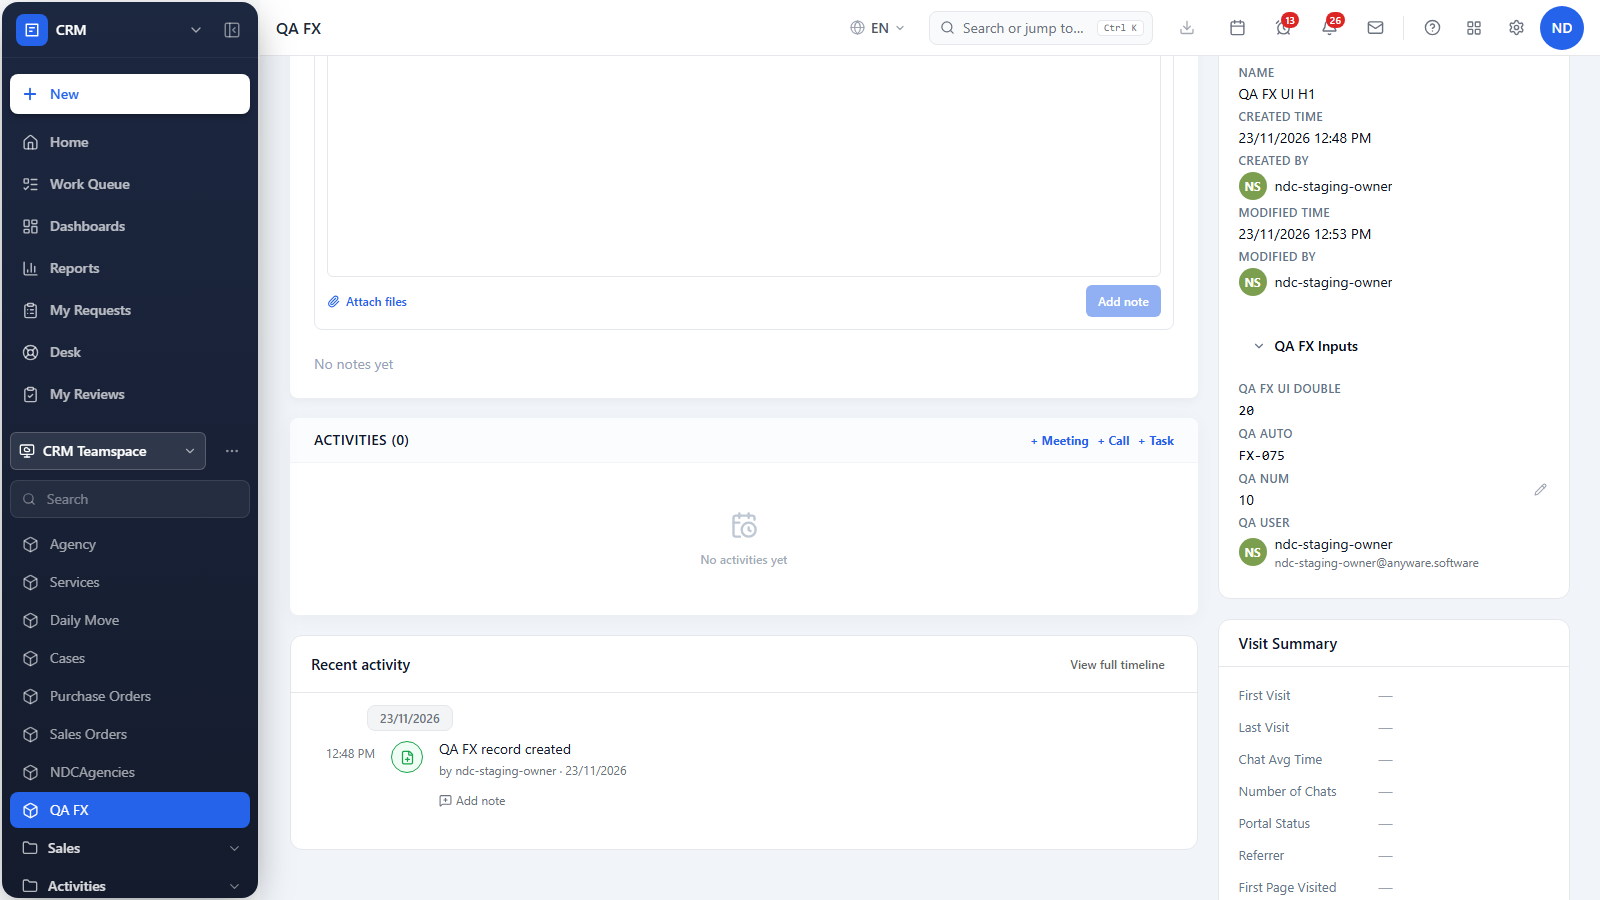 CRM
New
Home
Work Queue
Dashboards
Reports
My Requests
Desk
My Reviews
CRM Teamspace
Search
Agency
Services
Daily Move
Cases
Purchase Orders
Sales Orders
NDCAgencies
QA FX
Sales
Activities
QA FX
EN
Search or jump to...
Ctrl K
13
26
ND
Attach files
Add note
No notes yet
ACTIVITIES (0)
+ Meeting
+ Call
+ Task
No activities yet
Recent activity
View full timeline
23/11/2026
12:48 PM
QA FX record created
by ndc-staging-owner · 23/11/2026
Add note
NAME
QA FX UI H1
CREATED TIME
23/11/2026 12:48 PM
CREATED BY
NS ndc-staging-owner
MODIFIED TIME
23/11/2026 12:53 PM
MODIFIED BY
NS ndc-staging-owner
QA FX Inputs
QA FX UI DOUBLE
20
QA AUTO
FX-075
QA NUM
10
QA USER
NS ndc-staging-owner
ndc-staging-owner@anyware.software
Visit Summary
First Visit —
Last Visit —
Chat Avg Time —
Number of Chats —
Portal Status —
Referrer —
First Page Visited —